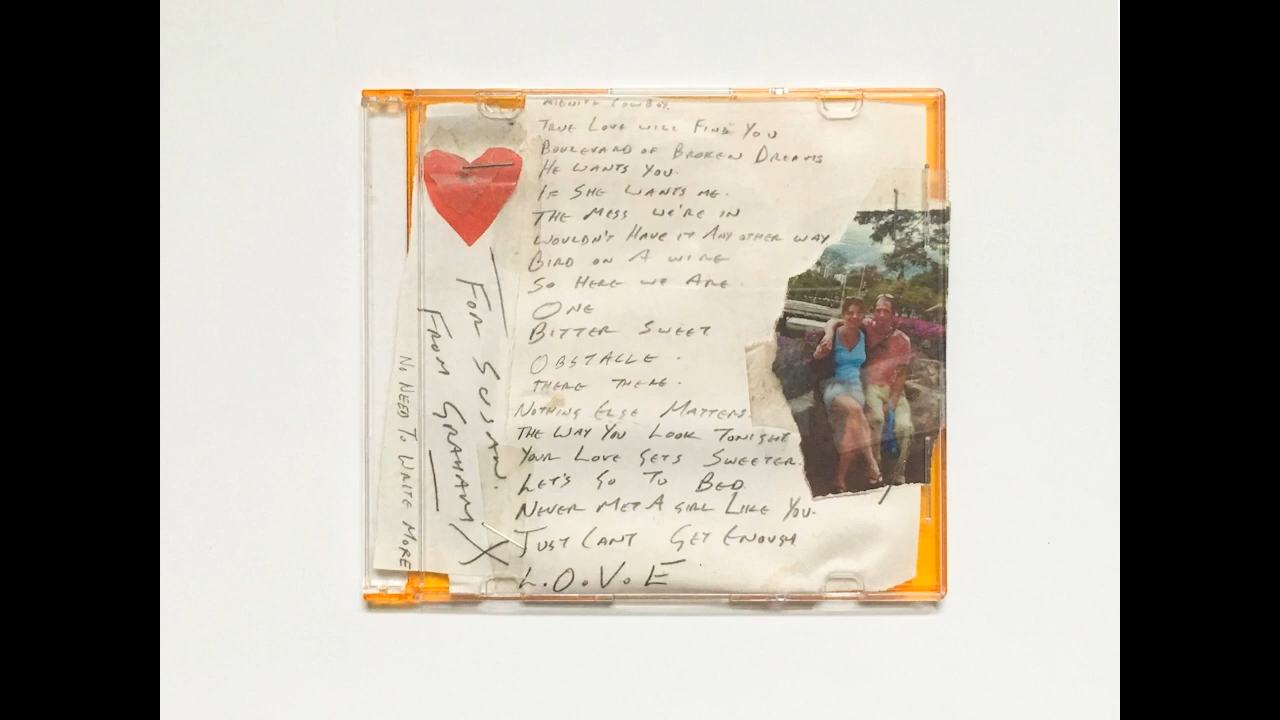 MIDNITE COWBOY.
TRUE LOVE WILL FIND YOU
BOULEVARD OF BROKEN DREAMS
HE WANTS YOU.
IF SHE WANTS ME.
THE MESS WE'RE IN
WOULDN'T HAVE IT ANY OTHER WAY
BIRD ON A WIRE
SO HERE WE ARE.
ONE
BITTER SWEET
OBSTACLE.
THERE THERE.
NOTHING ELSE MATTERS.
THE WAY YOU LOOK TONIGHT
YOUR LOVE GETS SWEETER.
LET'S GO TO BED
NEVER MET A GIRL LIKE YOU.
JUST CANT GET ENOUGH
L.O.V.E
FOR SUSAN.
FROM GRAHAM X
NO NEED TO WRITE MORE